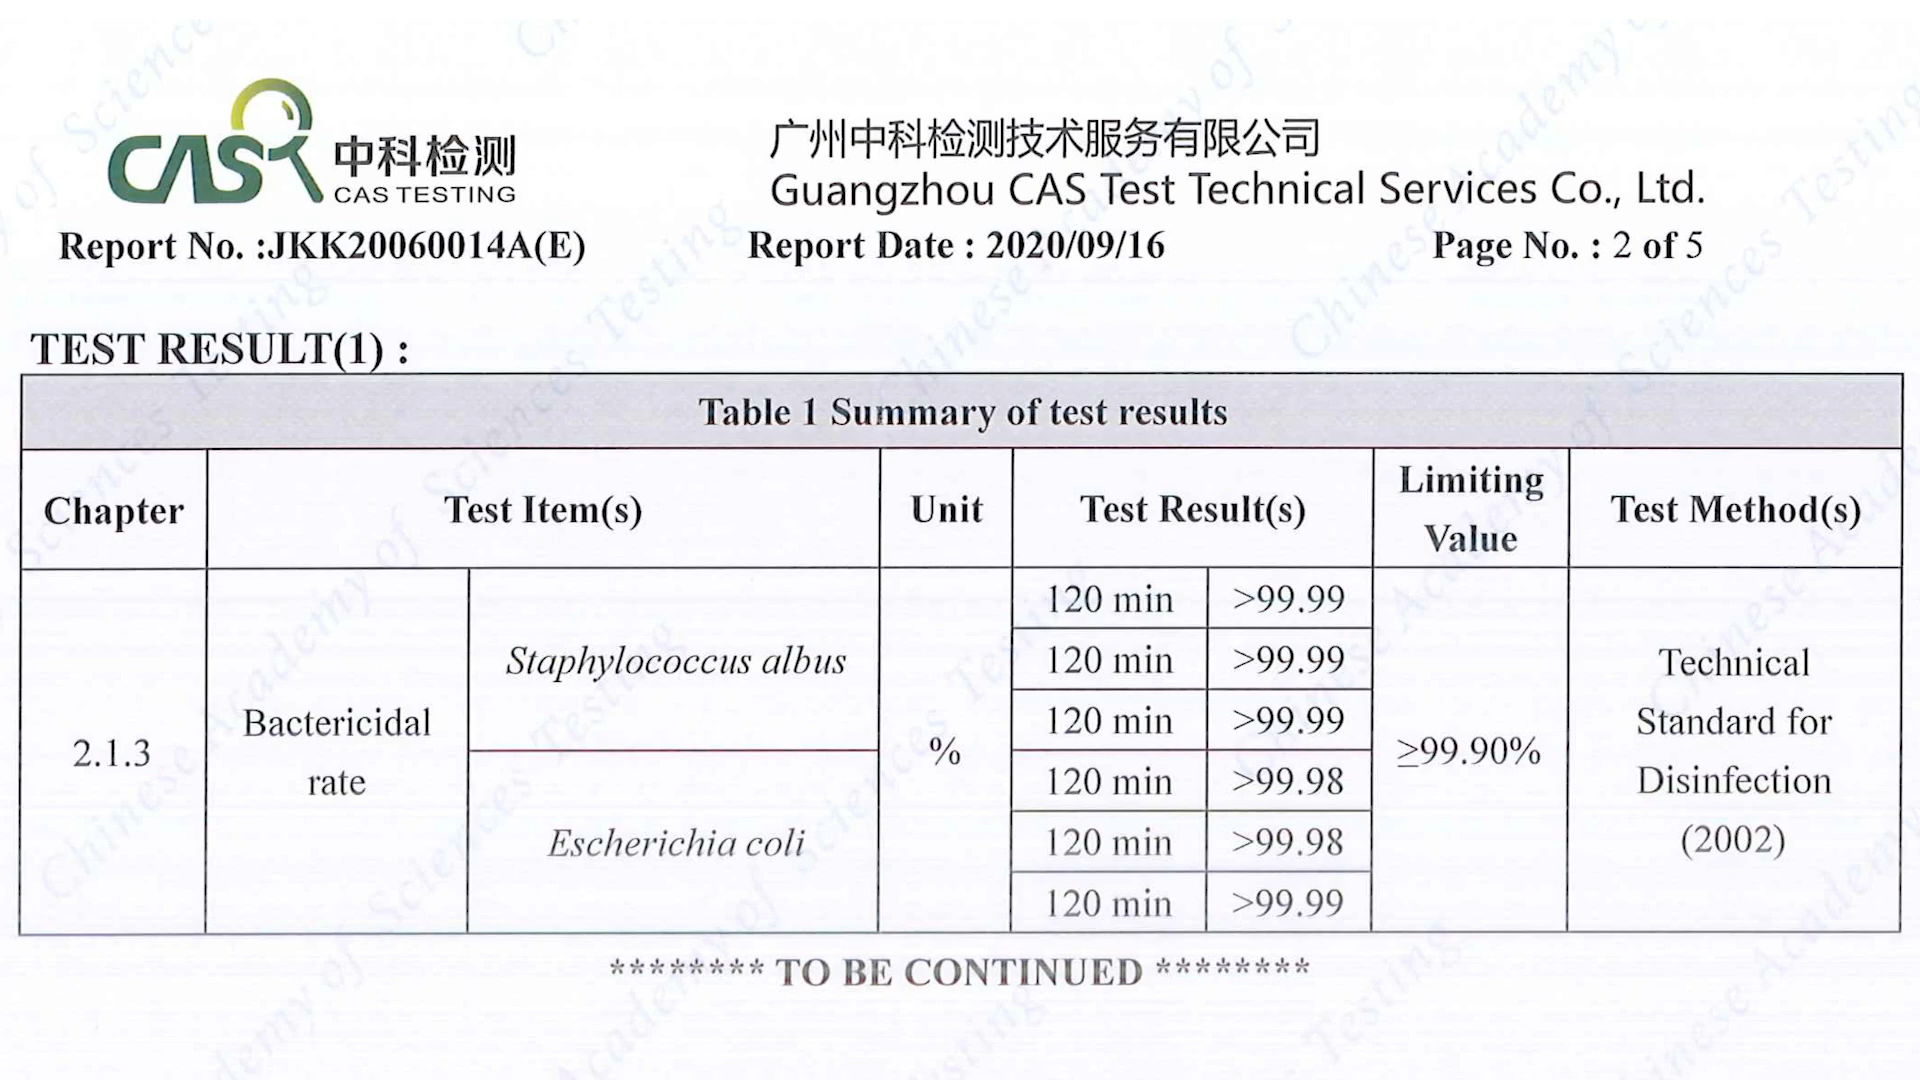 CAS 中科检测
CAS TESTING
广州中科检测技术服务有限公司
Guangzhou CAS Test Technical Services Co., Ltd.
Report No. :JKK20060014A(E) Report Date : 2020/09/16 Page No. : 2 of 5
TEST RESULT(1) :
Table 1 Summary of test results
Chapter Test Item(s) Unit Test Result(s) Limiting Value Test Method(s)
2.1.3 Bactericidal rate
Staphylococcus albus
%
120 min >99.99
120 min >99.99
120 min >99.99
Escherichia coli
120 min >99.98
120 min >99.98
120 min >99.99
≥99.90%
Technical
Standard for
Disinfection
(2002)
******** TO BE CONTINUED ********
Chinese Academy of Sciences Testing